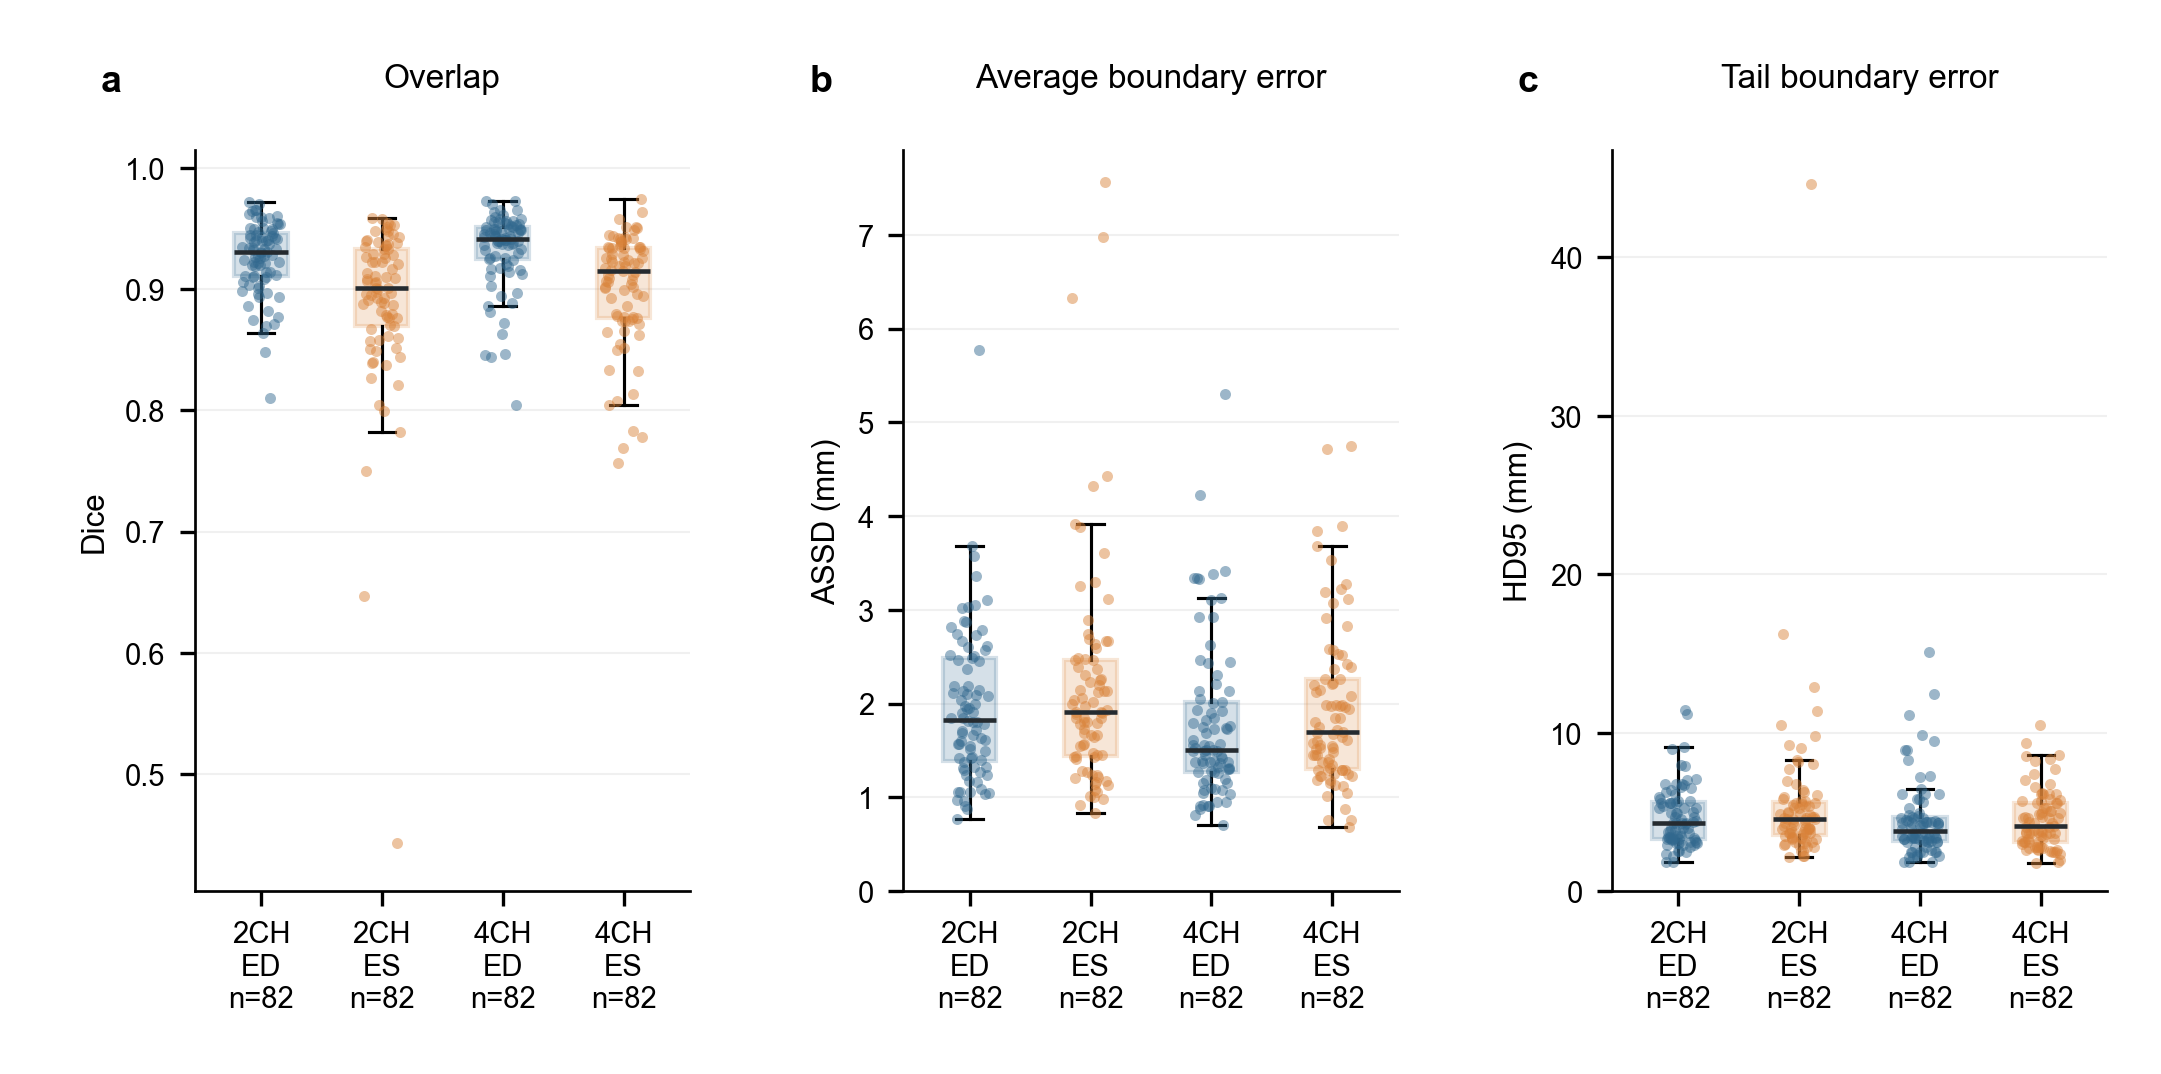 a
Overlap
Dice
1.0
0.9
0.8
0.7
0.6
0.5
2CH
ED
n=82
2CH
ES
n=82
4CH
ED
n=82
4CH
ES
n=82
b
Average boundary error
ASSD (mm)
7
6
5
4
3
2
1
0
2CH
ED
n=82
2CH
ES
n=82
4CH
ED
n=82
4CH
ES
n=82
c
Tail boundary error
HD95 (mm)
40
30
20
10
0
2CH
ED
n=82
2CH
ES
n=82
4CH
ED
n=82
4CH
ES
n=82